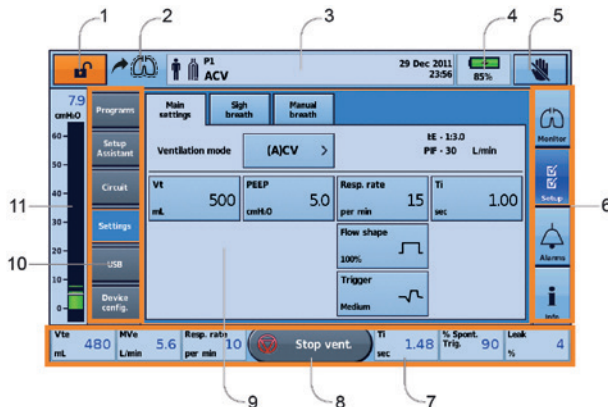 1
2
3
4
5
P1
ACV
29 Dec 2011
23:56
85%
7.9
cmH₂O
60
50
40
30
20
10
0
Programs
Setup
Assistant
Circuit
Settings
USB
Device
config.
Main
settings
Sigh
breath
Manual
breath
Ventilation mode
(A)CV >
I:E - 1:3.0
PIF - 30 L/min
Vt
mL
500
PEEP
cmH₂O
5.0
Resp. rate
per min
15
Ti
sec
1.00
Flow shape
100%
Trigger
Medium
Monitor
Setup
Alarms
Info
Vte
mL
480
MVe
L/min
5.6
Resp. rate
per min
10
Stop vent.
Ti
sec
1.48
% Spont.
Trig.
90
Leak
%
4
6
7
8
9
10
11